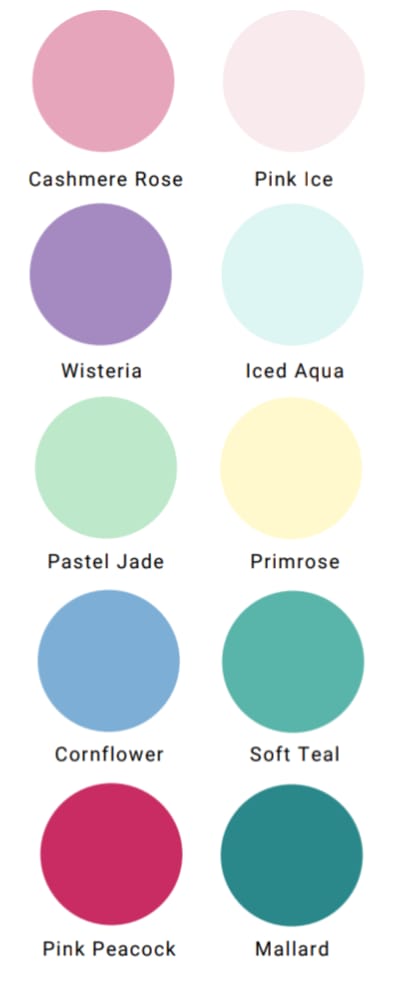 Cashmere Rose
Pink Ice
Wisteria
Iced Aqua
Pastel Jade
Primrose
Cornflower
Soft Teal
Pink Peacock
Mallard